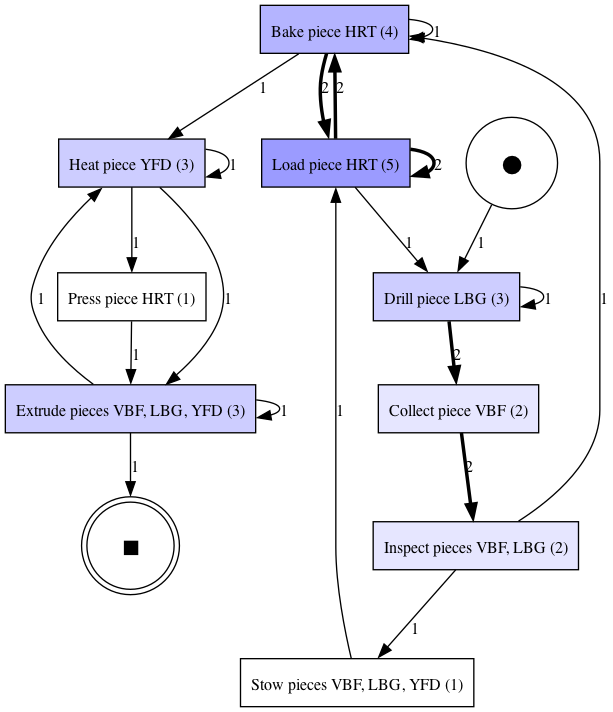 Bake piece HRT (4)
1
1
2
2
Heat piece YFD (3)
1
Load piece HRT (5)
2
1
1
1
Press piece HRT (1)
Drill piece LBG (3)
1
1
1
1
1
2
Extrude pieces VBF, LBG, YFD (3)
1
1
Collect piece VBF (2)
1
2
Inspect pieces VBF, LBG (2)
1
Stow pieces VBF, LBG, YFD (1)